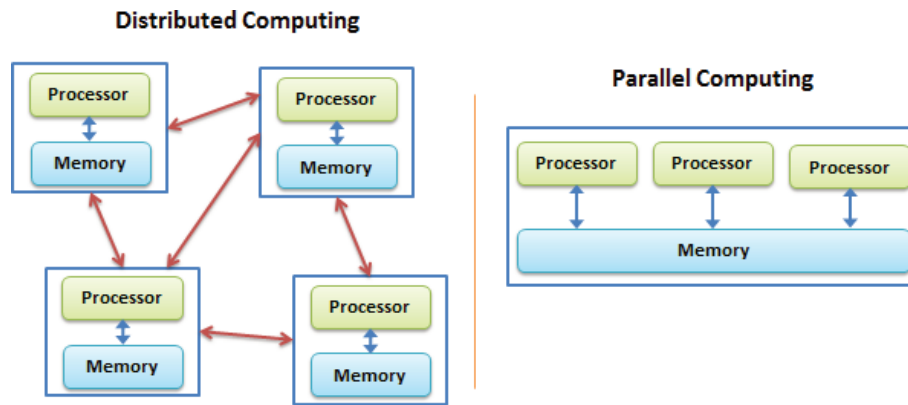 Distributed Computing
Processor
Memory
Processor
Memory
Processor
Memory
Processor
Memory
Parallel Computing
Processor
Processor
Processor
Memory